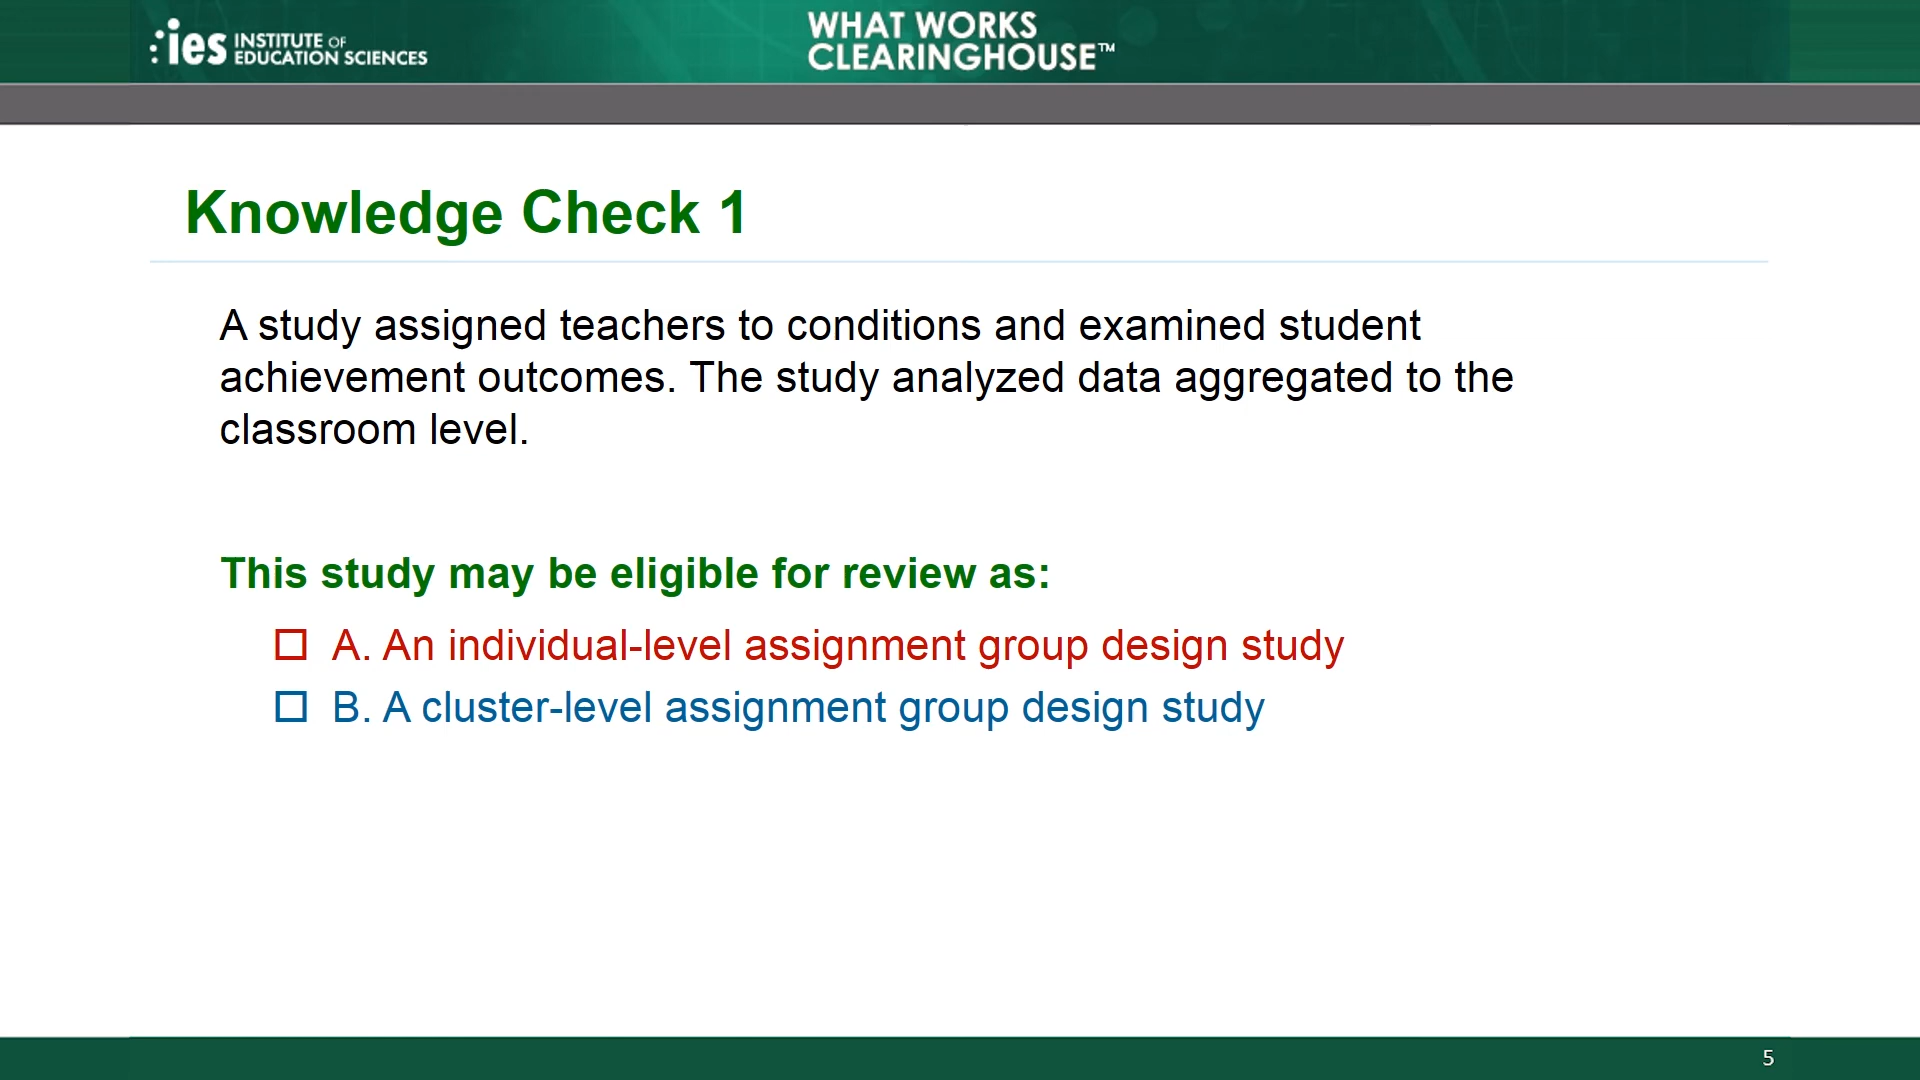 ies INSTITUTE OF
EDUCATION SCIENCES
WHAT WORKS
CLEARINGHOUSE™
Knowledge Check 1
A study assigned teachers to conditions and examined student
achievement outcomes. The study analyzed data aggregated to the
classroom level.
This study may be eligible for review as:
☐ A. An individual-level assignment group design study
☐ B. A cluster-level assignment group design study
5